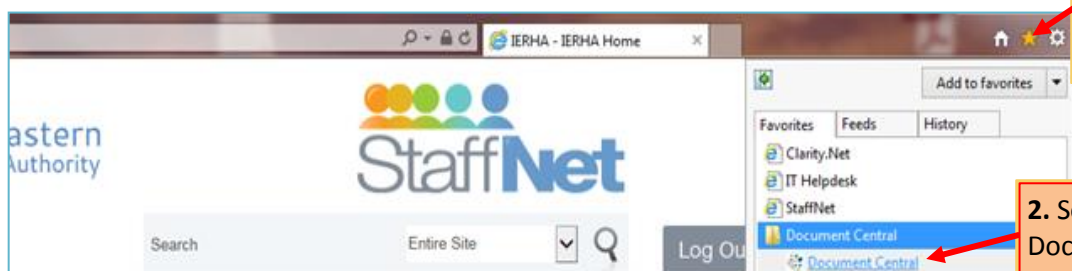 IERHA - IERHA Home
Add to favorites
astern
Authority
StaffNet
Favorites Feeds History
Clarity.Net
IT Helpdesk
StaffNet
Document Central
Document Central
Search Entire Site
Log Ou
2. S
Doc